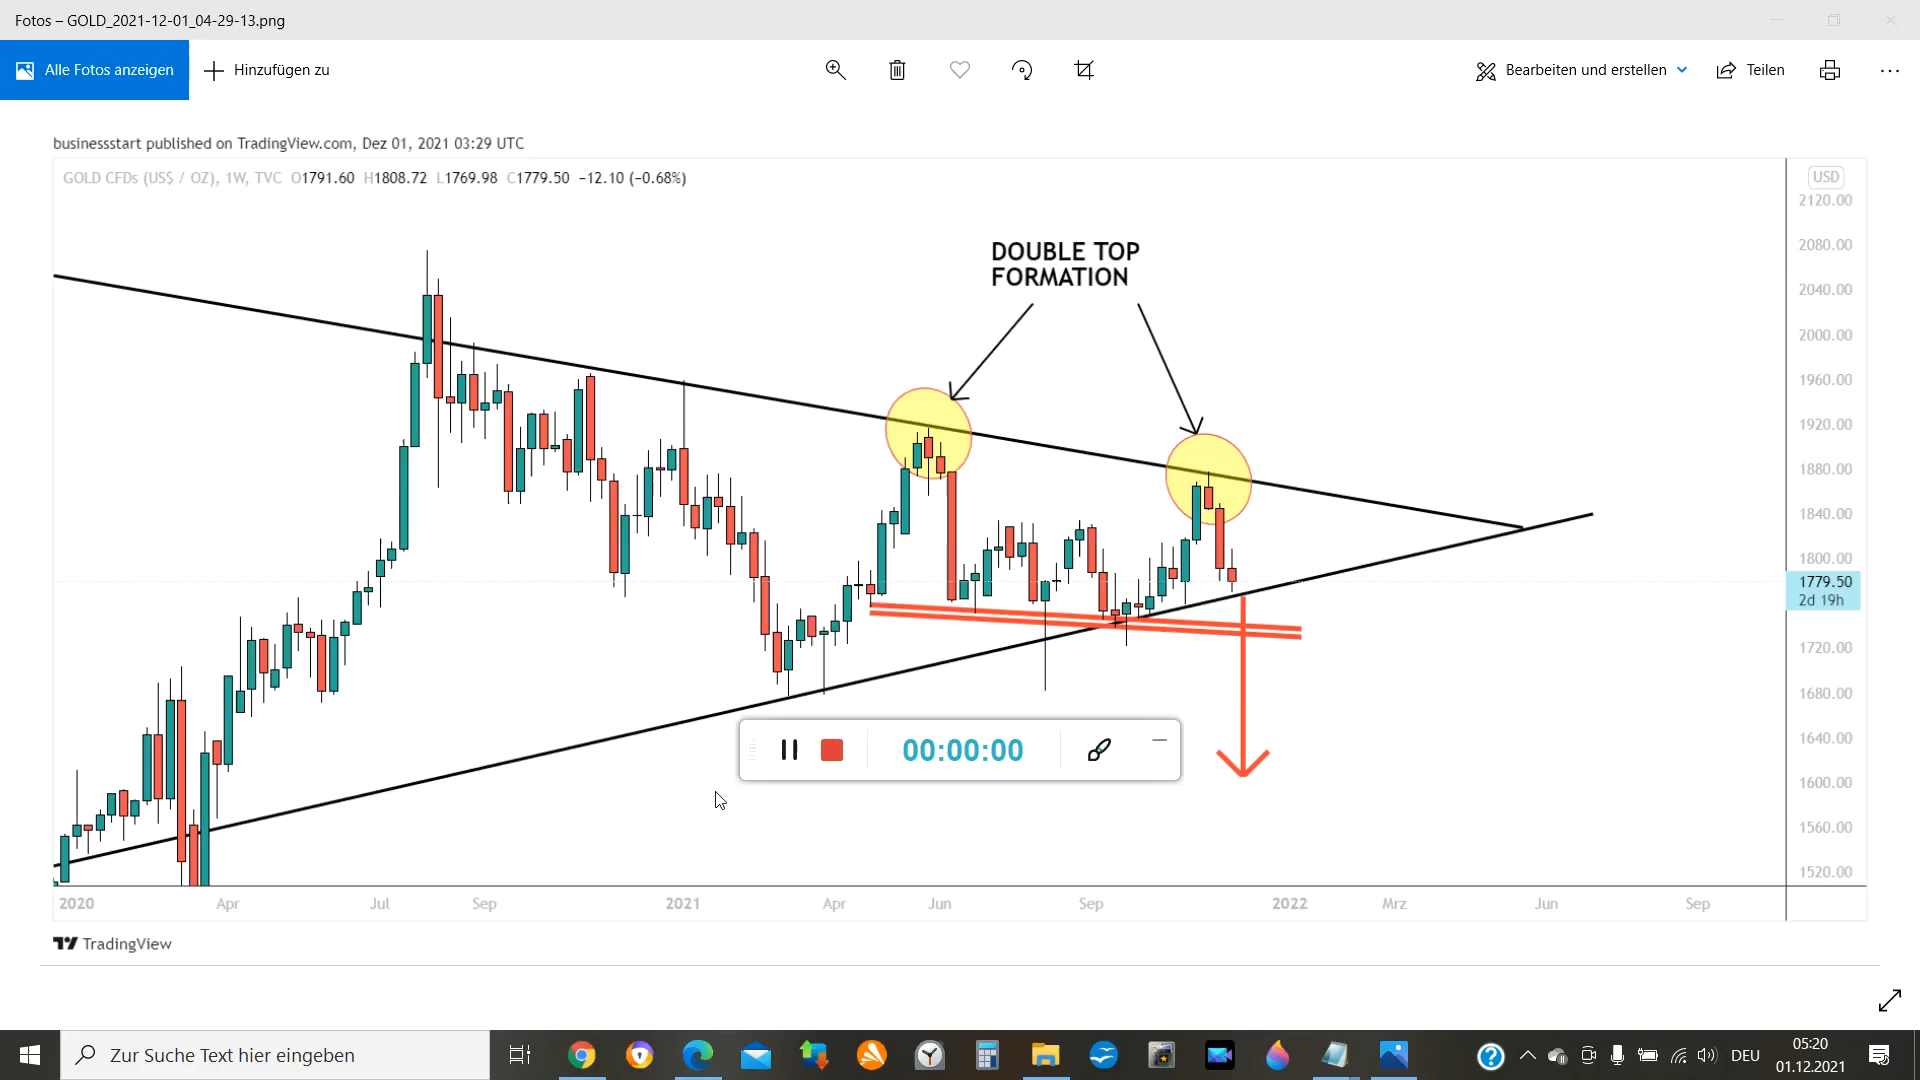 Fotos – GOLD_2021-12-01_04-29-13.png
Alle Fotos anzeigen
Hinzufügen zu
Bearbeiten und erstellen
Teilen
businessstart published on TradingView.com, Dez 01, 2021 03:29 UTC
GOLD CFDs (US$ / OZ), 1W, TVC O1791.60 H1808.72 L1769.98 C1779.50 −12.10 (−0.68%)
USD
2120.00
2080.00
2040.00
2000.00
1960.00
1920.00
1880.00
1840.00
1800.00
1779.50
2d 19h
1720.00
1680.00
1640.00
1600.00
1560.00
1520.00
DOUBLE TOP
FORMATION
00:00:00
2020 Apr Jul Sep 2021 Apr Jun Sep 2022 Mrz Jun Sep
TradingView
Zur Suche Text hier eingeben
DEU
05:20
01.12.2021